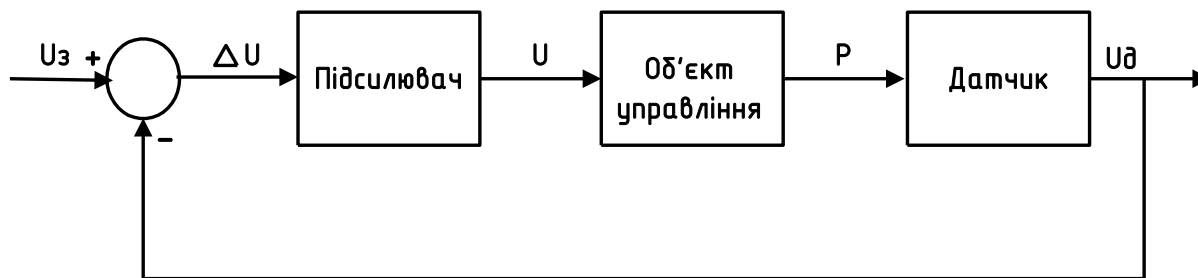 Uз + ΔU U P Uд
Підсилювач
Об'єкт
управління
Датчик
-